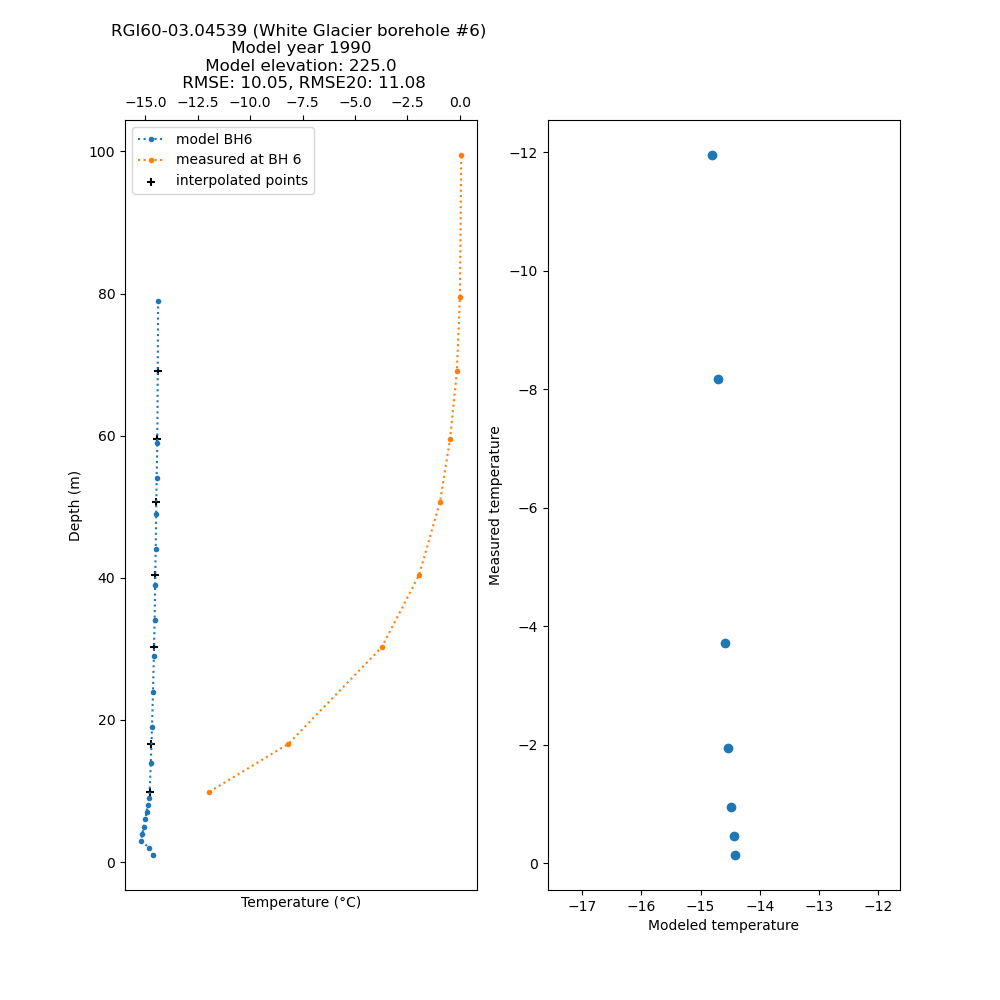 RGI60-03.04539 (White Glacier borehole #6)
Model year 1990
Model elevation: 225.0
RMSE: 10.05, RMSE20: 11.08
−15.0 −12.5 −10.0 −7.5 −5.0 −2.5 0.0
model BH6
measured at BH 6
interpolated points
100
80
60
40
20
0
Depth (m)
Temperature (°C)
−12
−10
−8
−6
−4
−2
0
Measured temperature
−17 −16 −15 −14 −13 −12
Modeled temperature